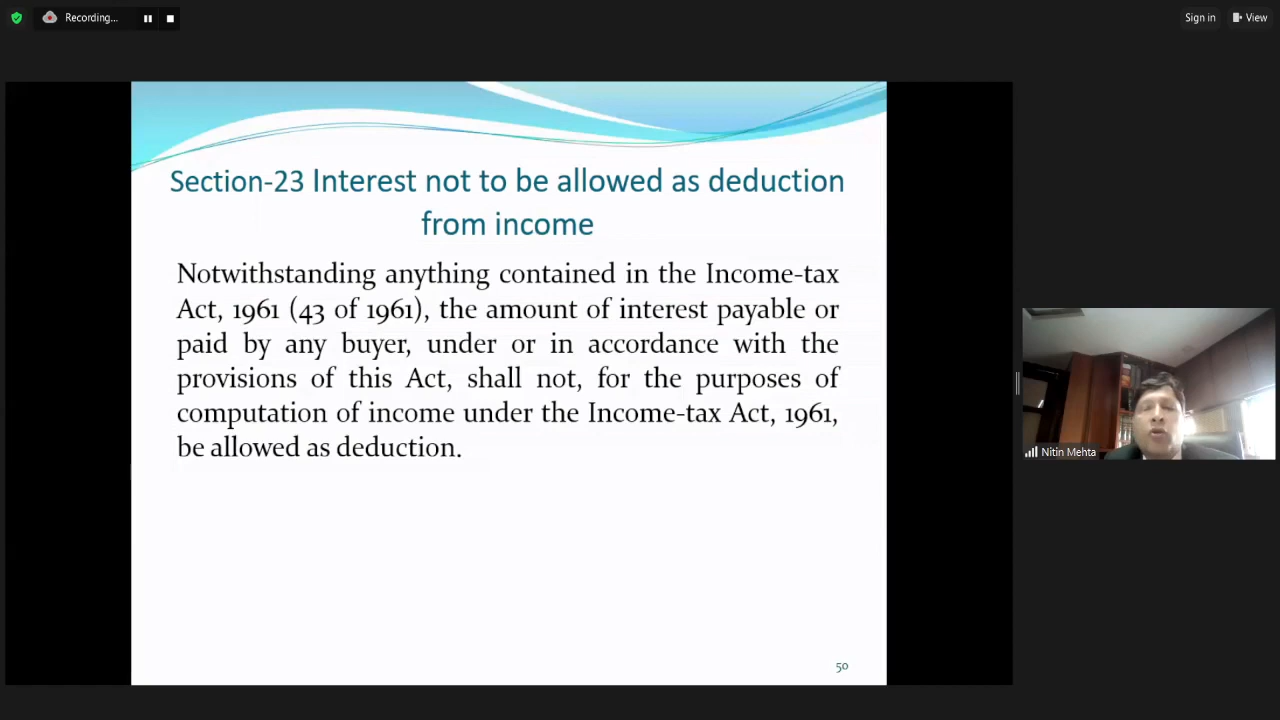 Recording...
Sign in
View
Section-23 Interest not to be allowed as deduction
from income
Notwithstanding anything contained in the Income-tax
Act, 1961 (43 of 1961), the amount of interest payable or
paid by any buyer, under or in accordance with the
provisions of this Act, shall not, for the purposes of
computation of income under the Income-tax Act, 1961,
be allowed as deduction.
Nitin Mehta
50